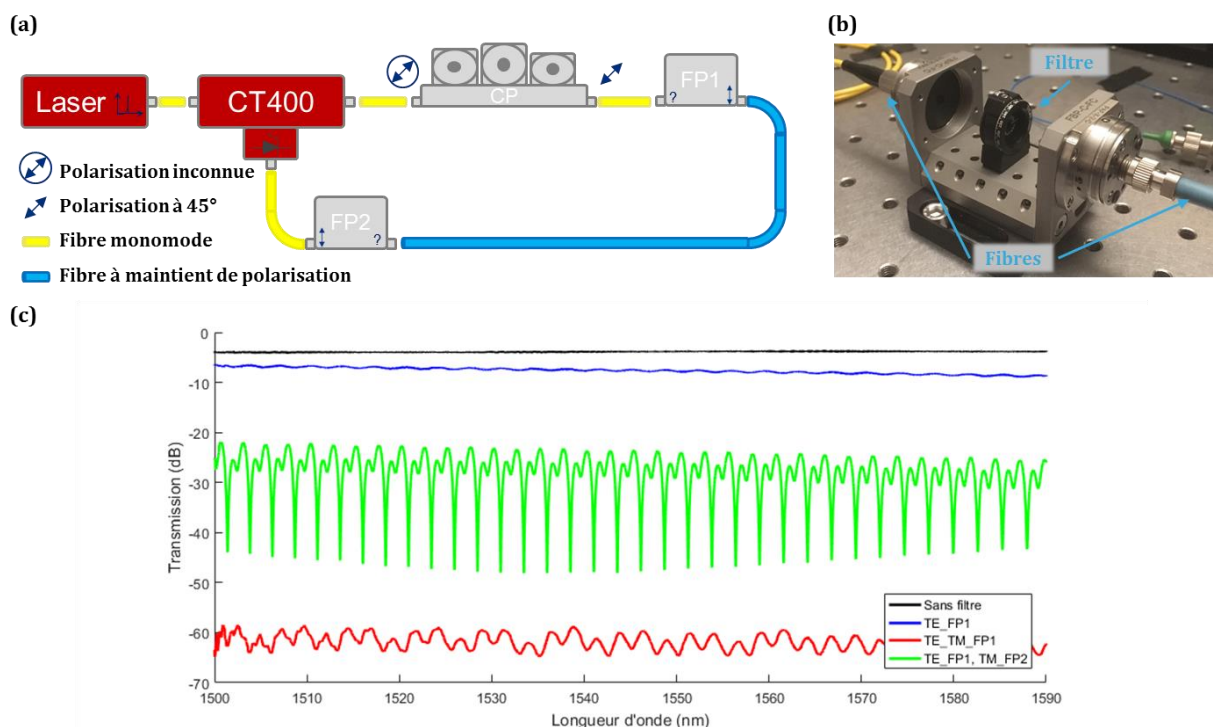 (a)
Laser
CT400
CP
FP1
?
FP2
?
Polarisation inconnue
Polarisation à 45°
Fibre monomode
Fibre à maintient de polarisation
(b)
Filtre
Fibres
(c)
Transmission (dB)
0
-10
-20
-30
-40
-50
-60
-70
1500
1510
1520
1530
1540
1550
1560
1570
1580
1590
Longueur d'onde (nm)
Sans filtre
TE_FP1
TE_TM_FP1
TE_FP1, TM_FP2